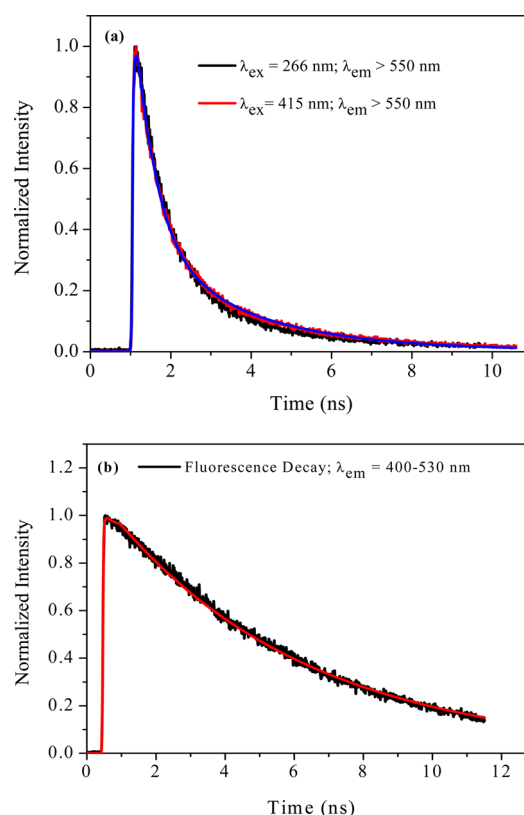 (a)
λex = 266 nm; λem > 550 nm
λex= 415 nm; λem > 550 nm
Normalized Intensity
1.0
0.8
0.6
0.4
0.2
0.0
0 2 4 6 8 10
Time (ns)
(b) Fluorescence Decay; λem = 400-530 nm
Normalized Intensity
1.2
1.0
0.8
0.6
0.4
0.2
0.0
0 2 4 6 8 10 12
Time (ns)